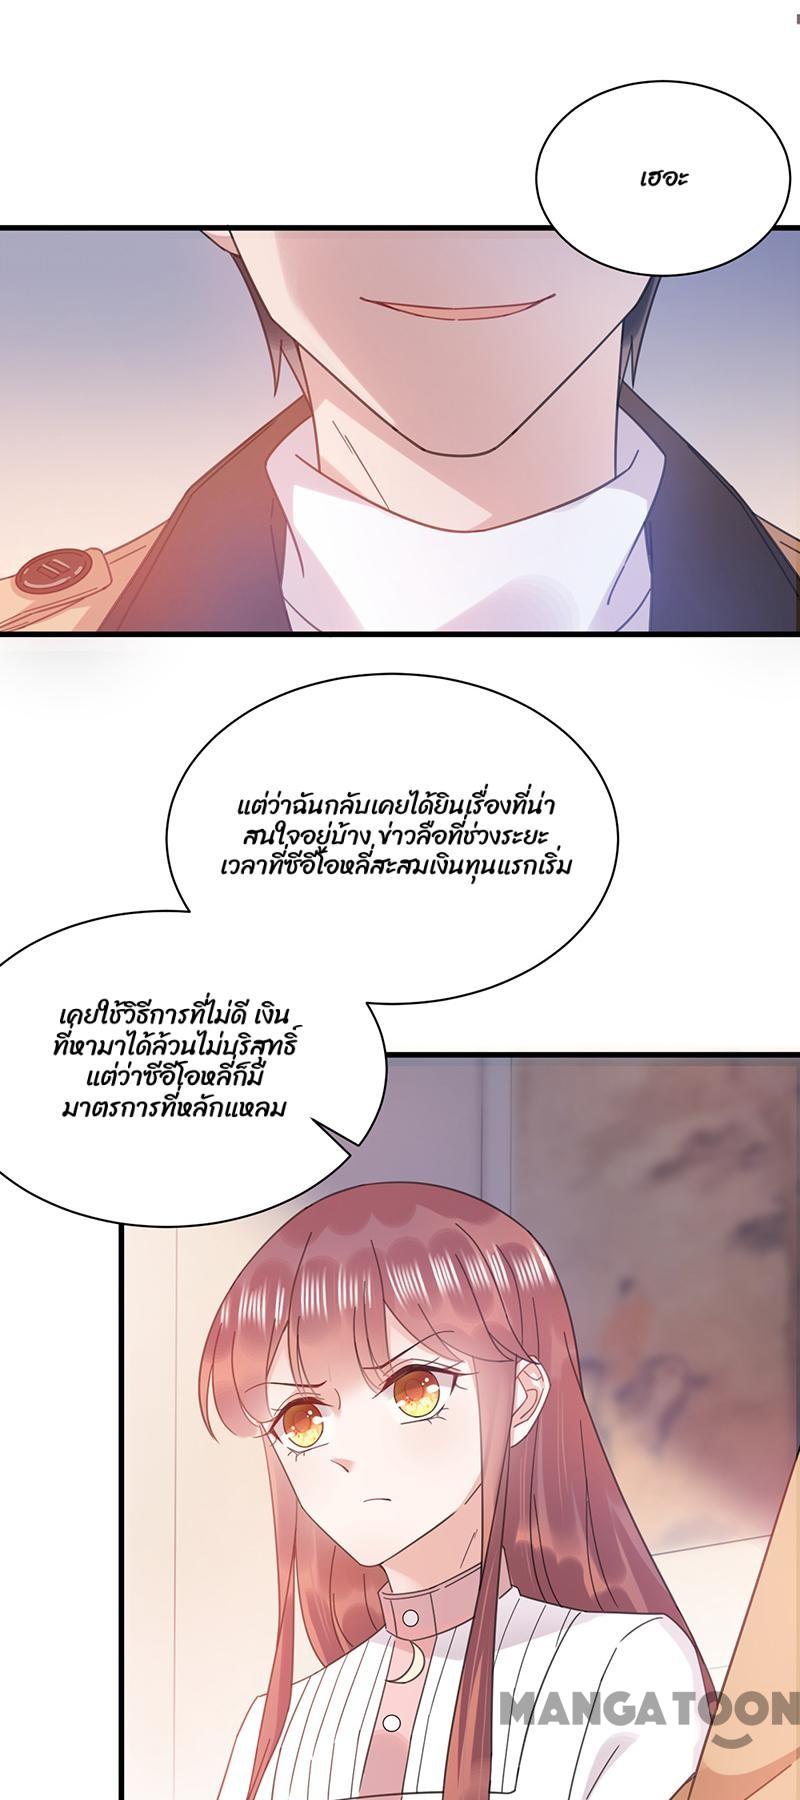 เฮอะ
แต่ว่าฉันกลับเคยได้ยินเรื่องที่น่า
สนใจอยู่บ้าง ข่าวลือที่ช่วงระยะ
เวลาที่ซีอีโอหลี่สะสมเงินทุนแรกเริ่ม
เคยใช้วิธีการที่ไม่ดี เงิน
ที่หามาได้ล้วนไม่บริสุทธิ์
แต่ว่าซีอีโอหลี่ก็มี
มาตรการที่หลักแหลม
MANGATOON